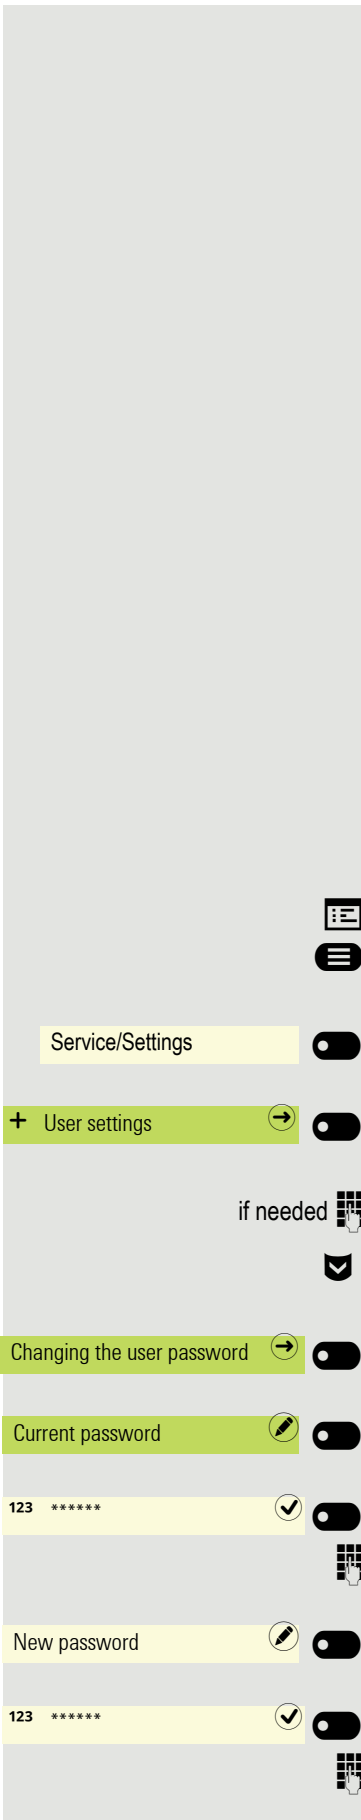 Service/Settings
+ User settings
if needed
Changing the user password
Current password
123 ******
New password
123 ******